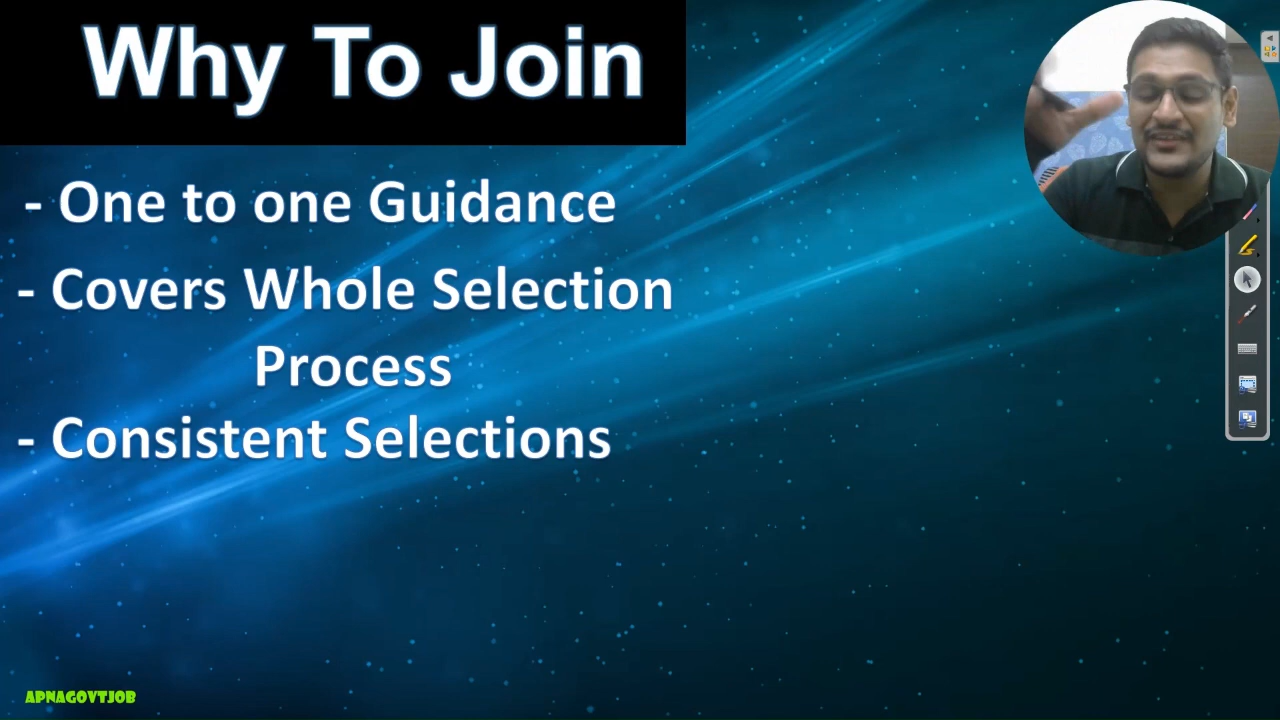 Why To Join
- One to one Guidance
- Covers Whole Selection
Process
- Consistent Selections
APNAGOVTJOB